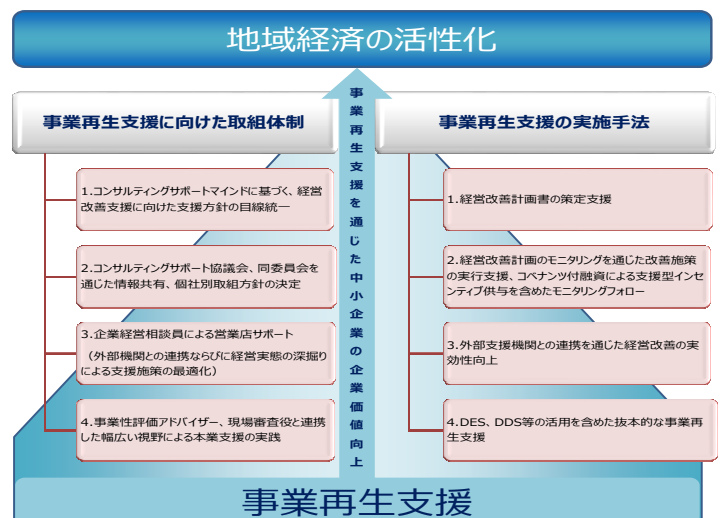 地域経済の活性化
事業再生支援に向けた取組体制
1.コンサルティングサポートマインドに基づく、経営
改善支援に向けた支援方針の目線統一
2.コンサルティングサポート協議会、同委員会を
通じた情報共有、個社別取組方針の決定
3.企業経営相談員による営業店サポート
（外部機関との連携ならびに経営実態の深掘り
による支援施策の最適化）
4.事業性評価アドバイザー、現場審査役と連携
した幅広い視野による本業支援の実践
事業再生支援を通じた中小企業の企業価値向上
事業再生支援の実施手法
1.経営改善計画書の策定支援
2.経営改善計画のモニタリングを通じた改善施策
の実行支援、コベナンツ付融資による支援型インセ
ンティブ供与を含めたモニタリングフォロー
3.外部支援機関との連携を通じた経営改善の実
効性向上
4.DES、DDS等の活用を含めた抜本的な事業再
生支援
事業再生支援